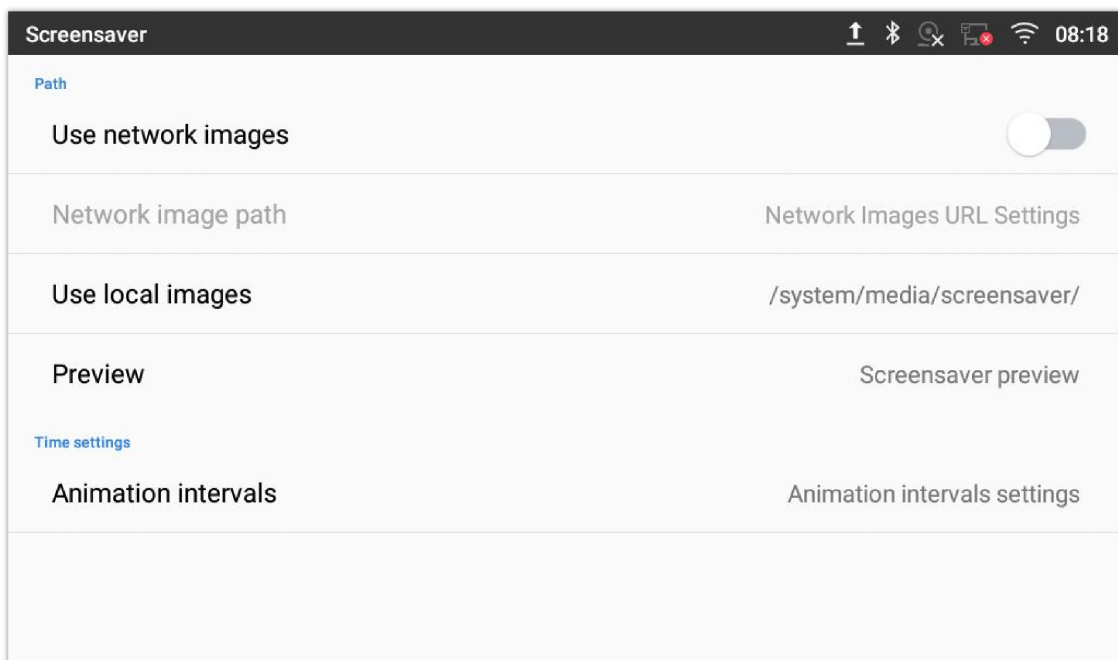 Screensaver 08:18
Path
Use network images
Network image path Network Images URL Settings
Use local images /system/media/screensaver/
Preview Screensaver preview
Time settings
Animation intervals Animation intervals settings